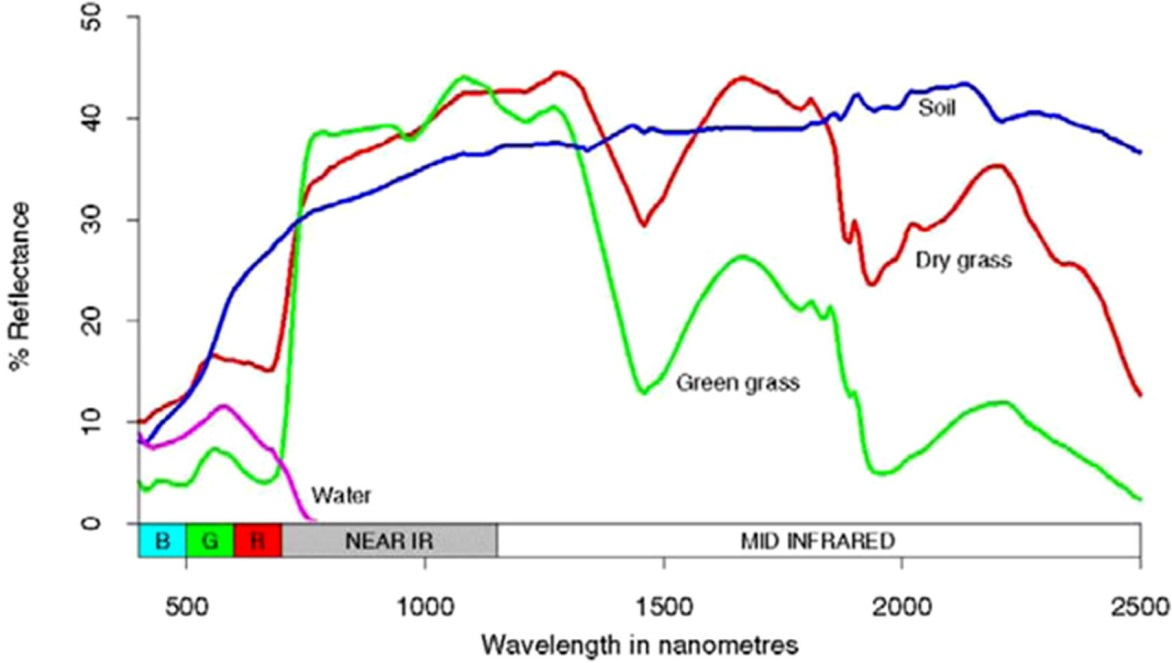 % Reflectance
50
40
30
20
10
0
Soil
Dry grass
Green grass
Water
B G R NEAR IR MID INFRARED
500 1000 1500 2000 2500
Wavelength in nanometres